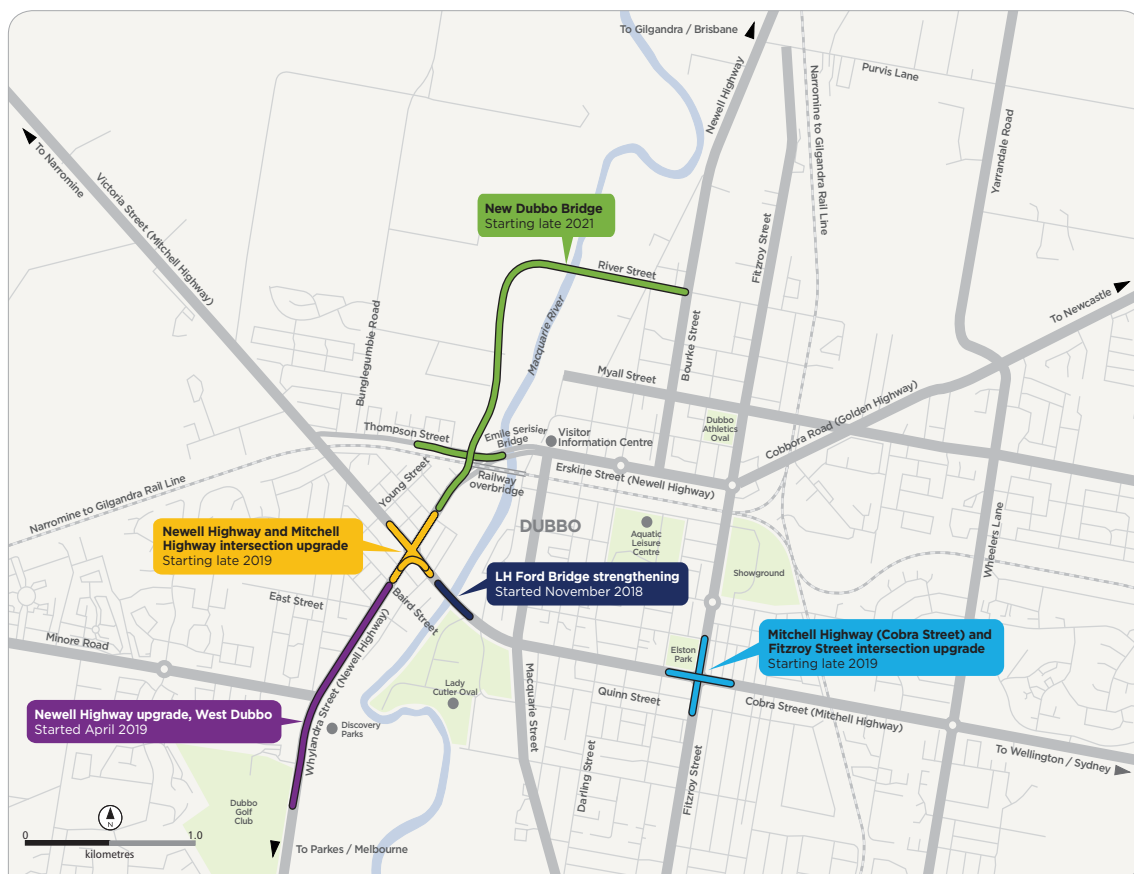 To Gilgandra / Brisbane
Newell Highway
Purvis Lane
Narromine to Gilgandra Rail Line
Yarrandale Road
To Narromine
Victoria Street (Mitchell Highway)
New Dubbo Bridge
Starting late 2021
River Street
Fitzroy Street
To Newcastle
Macquarie River
Bunglegumble Road
Bourke Street
Myall Street
Cobbora Road (Golden Highway)
Dubbo
Athletics
Oval
Thompson Street
Emile Serisier
Bridge
Visitor
Information Centre
Erskine Street (Newell Highway)
Young Street
Railway
overbridge
Narromine to Gilgandra Rail Line
DUBBO
Aquatic
Leisure
Centre
Wheelers Lane
Newell Highway and Mitchell
Highway intersection upgrade
Starting late 2019
Showground
LH Ford Bridge strengthening
Started November 2018
East Street
Baird Street
Minore Road
Mitchell Highway (Cobra Street) and
Fitzroy Street intersection upgrade
Starting late 2019
Elston
Park
Whylandra Street (Newell Highway)
Lady
Cutler Oval
Macquarie Street
Quinn Street
Cobra Street (Mitchell Highway)
Newell Highway upgrade, West Dubbo
Started April 2019
Discovery
Parks
To Wellington / Sydney
Darling Street
Fitzroy Street
Dubbo
Golf
Club
N
0
1.0
kilometres
To Parkes / Melbourne